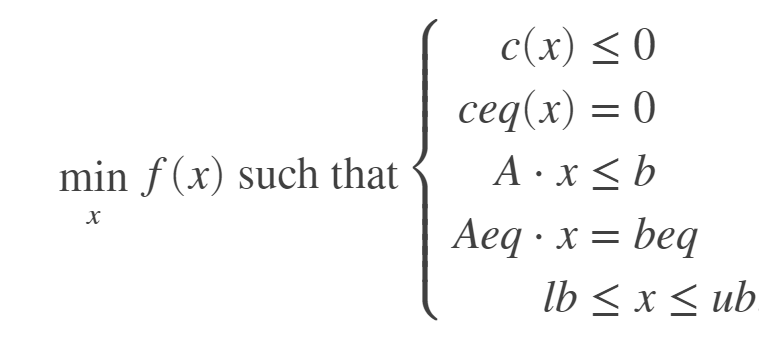 min f(x) such that
x
c(x) ≤ 0
ceq(x) = 0
A · x ≤ b
Aeq · x = beq
lb ≤ x ≤ ub